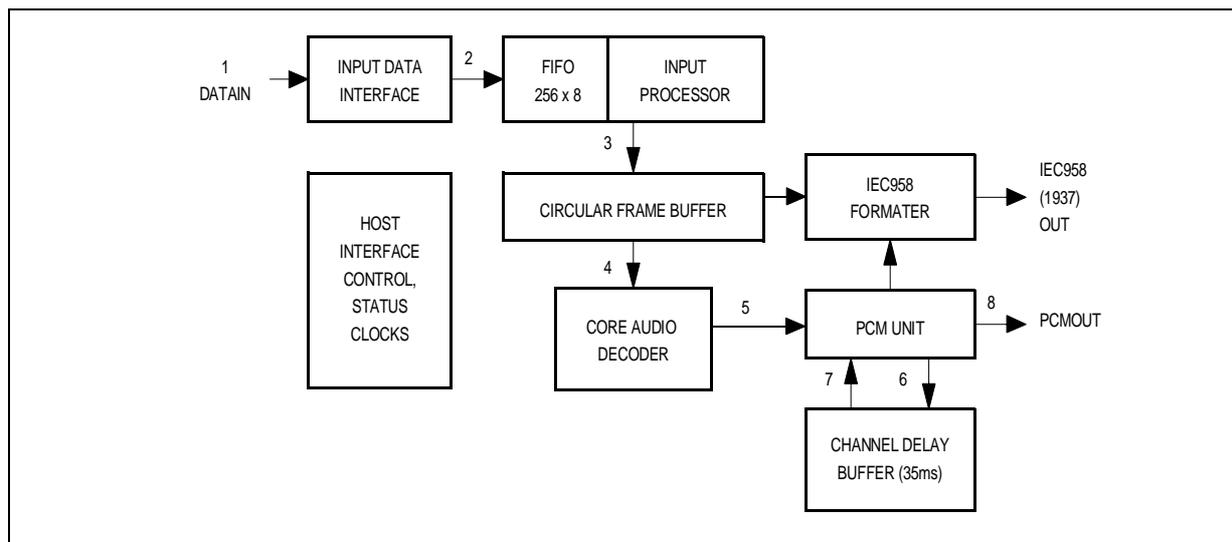 1
DATAIN
INPUT DATA
INTERFACE
2
FIFO
256 x 8
INPUT
PROCESSOR
3
HOST
INTERFACE
CONTROL,
STATUS
CLOCKS
CIRCULAR FRAME BUFFER
IEC958
FORMATER
IEC958
(1937)
OUT
4
CORE AUDIO
DECODER
5
PCM UNIT
8
PCMOUT
7
6
CHANNEL DELAY
BUFFER (35ms)